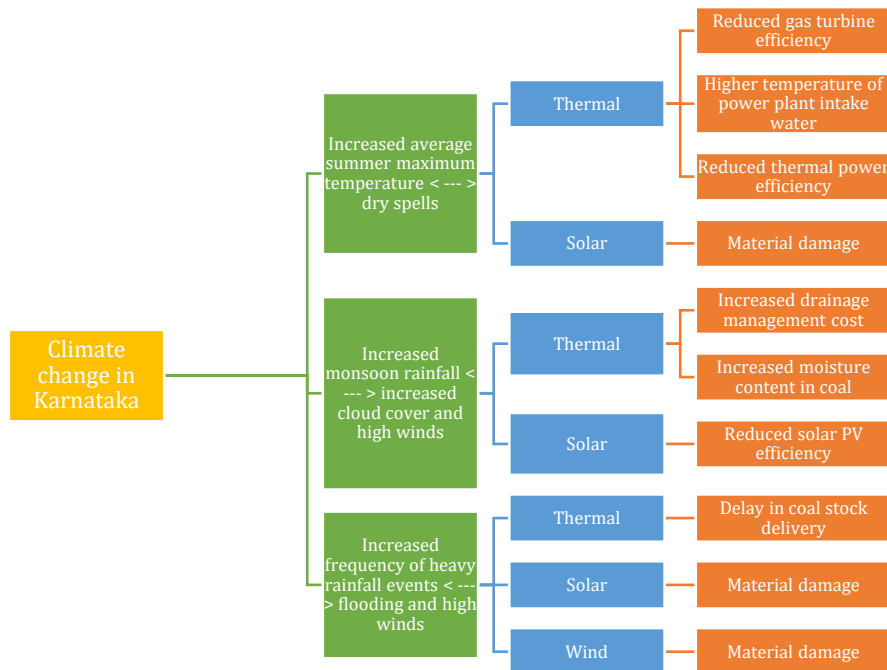 Climate
change in
Karnataka
Increased average
summer maximum
temperature < --- >
dry spells
Thermal
Reduced gas turbine
efficiency
Higher temperature of
power plant intake
water
Reduced thermal power
efficiency
Solar
Material damage
Increased
monsoon rainfall <
--- > increased
cloud cover and
high winds
Thermal
Increased drainage
management cost
Increased moisture
content in coal
Solar
Reduced solar PV
efficiency
Increased
frequency of heavy
rainfall events < ---
> flooding and high
winds
Thermal
Delay in coal stock
delivery
Solar
Material damage
Wind
Material damage